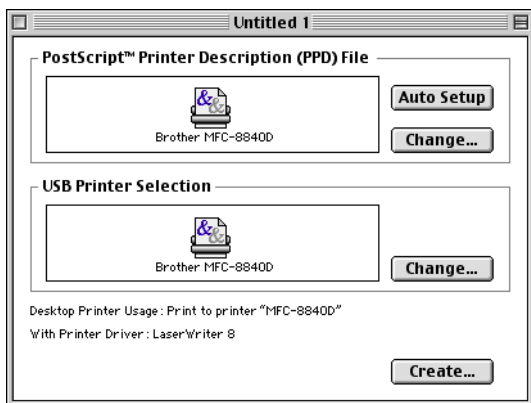 Untitled 1
PostScript™ Printer Description (PPD) File
Auto Setup
Brother MFC-8840D
Change...
USB Printer Selection
Brother MFC-8840D
Change...
Desktop Printer Usage : Print to printer "MFC-8840D"
With Printer Driver : LaserWriter 8
Create...